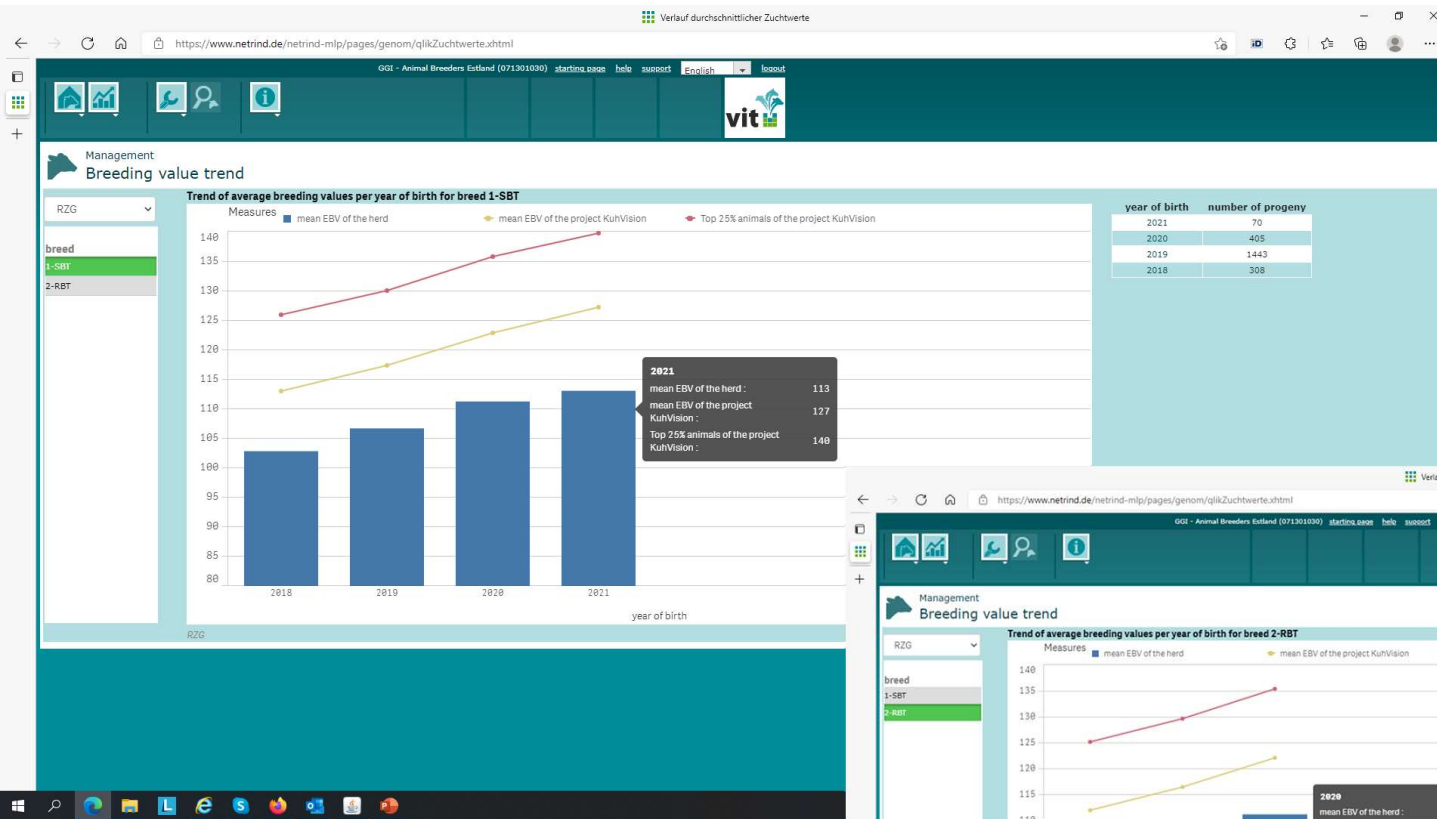 Verlauf durchschnittlicher Zuchtwerte
https://www.netrind.de/netrind-mlp/pages/genom/qlikZuchtwerte.xhtml
GGI - Animal Breeders Estland (071301030) starting page help support English logout
vit
Management
Breeding value trend
RZG
breed
1-SBT
2-RBT
Trend of average breeding values per year of birth for breed 1-SBT
Measures mean EBV of the herd mean EBV of the project KuhVision Top 25% animals of the project KuhVision
140
135
130
125
120
115
110
105
100
95
90
85
80
2018 2019 2020 2021
year of birth
RZG
2021
mean EBV of the herd : 113
mean EBV of the project KuhVision : 127
Top 25% animals of the project KuhVision : 140
year of birth number of progeny
2021 70
2020 405
2019 1443
2018 308
https://www.netrind.de/netrind-mlp/pages/genom/qlikZuchtwerte.xhtml
GGI - Animal Breeders Estland (071301030) starting page help support
Management
Breeding value trend
RZG
breed
1-SBT
2-RBT
Trend of average breeding values per year of birth for breed 2-RBT
Measures mean EBV of the herd mean EBV of the project KuhVision
140
135
130
125
120
115
2020
mean EBV of the herd :